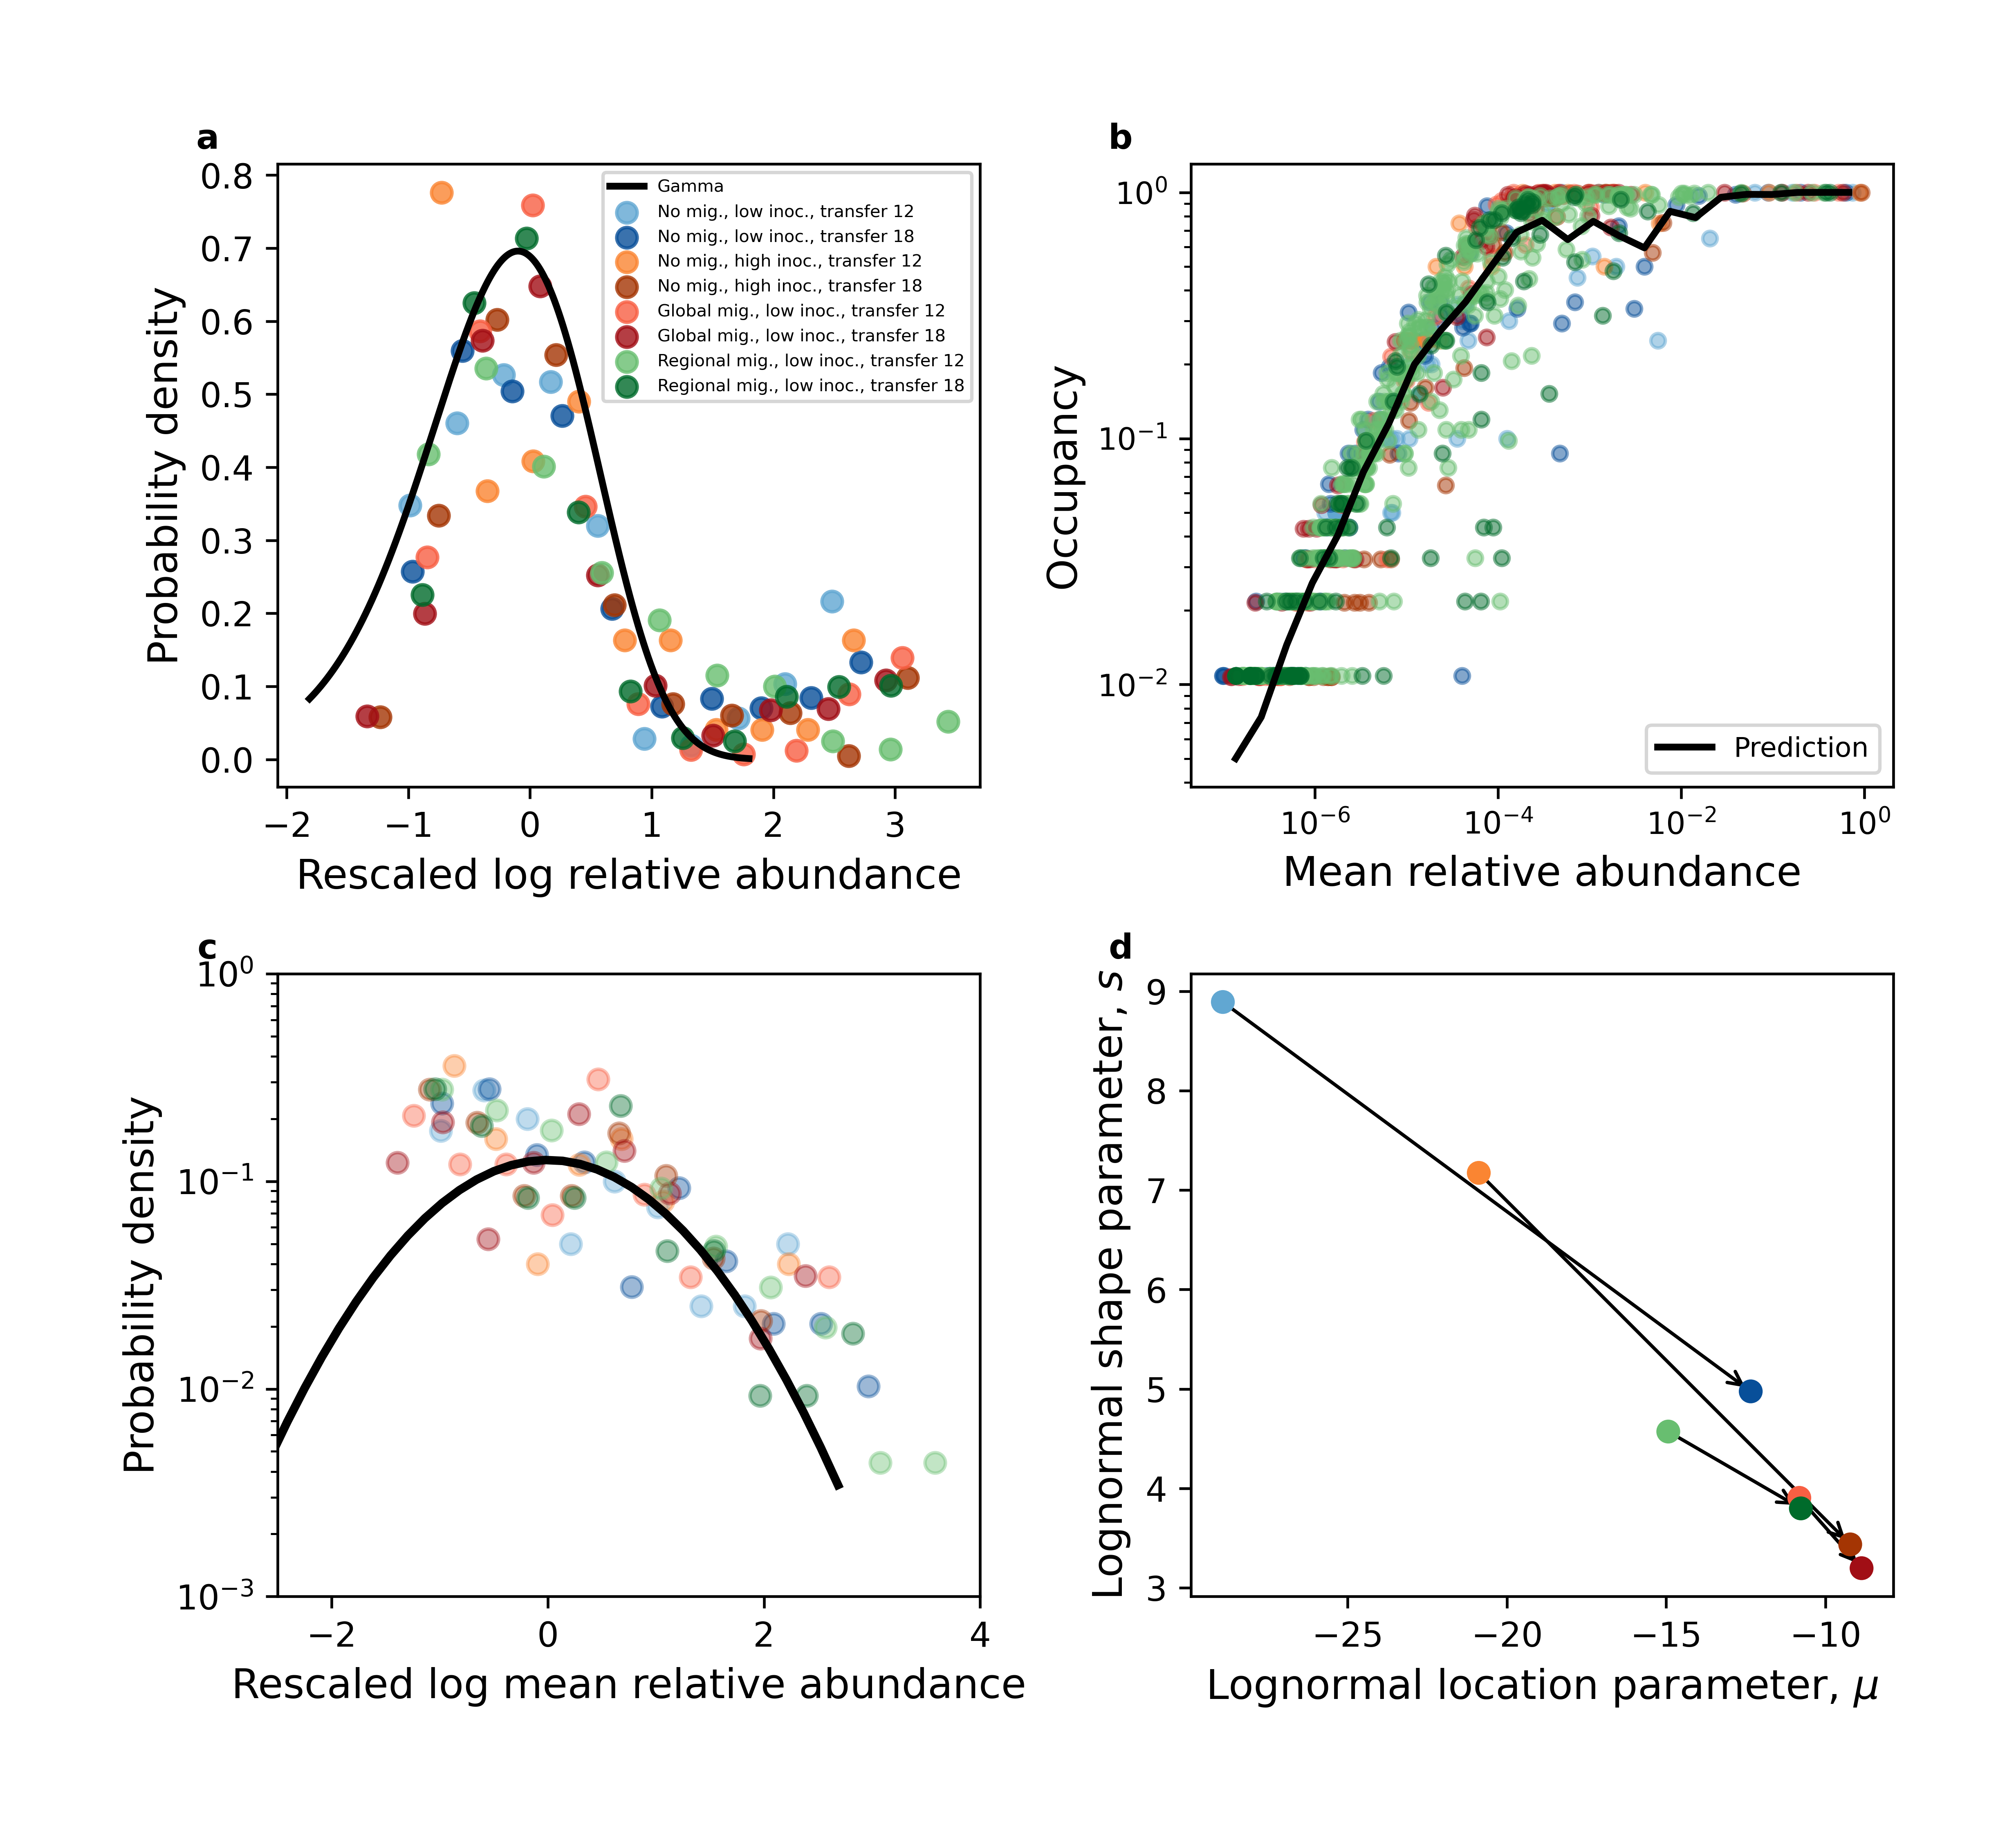 a
0.8
0.7
0.6
0.5
0.4
0.3
0.2
0.1
0.0
Probability density
−2 −1 0 1 2 3
Rescaled log relative abundance
Gamma
No mig., low inoc., transfer 12
No mig., low inoc., transfer 18
No mig., high inoc., transfer 12
No mig., high inoc., transfer 18
Global mig., low inoc., transfer 12
Global mig., low inoc., transfer 18
Regional mig., low inoc., transfer 12
Regional mig., low inoc., transfer 18
b
10⁰
10⁻¹
10⁻²
Occupancy
10⁻⁶ 10⁻⁴ 10⁻² 10⁰
Mean relative abundance
Prediction
c
10⁰
10⁻¹
10⁻²
10⁻³
Probability density
−2 0 2 4
Rescaled log mean relative abundance
d
9
8
7
6
5
4
3
Lognormal shape parameter, s
−25 −20 −15 −10
Lognormal location parameter, μ